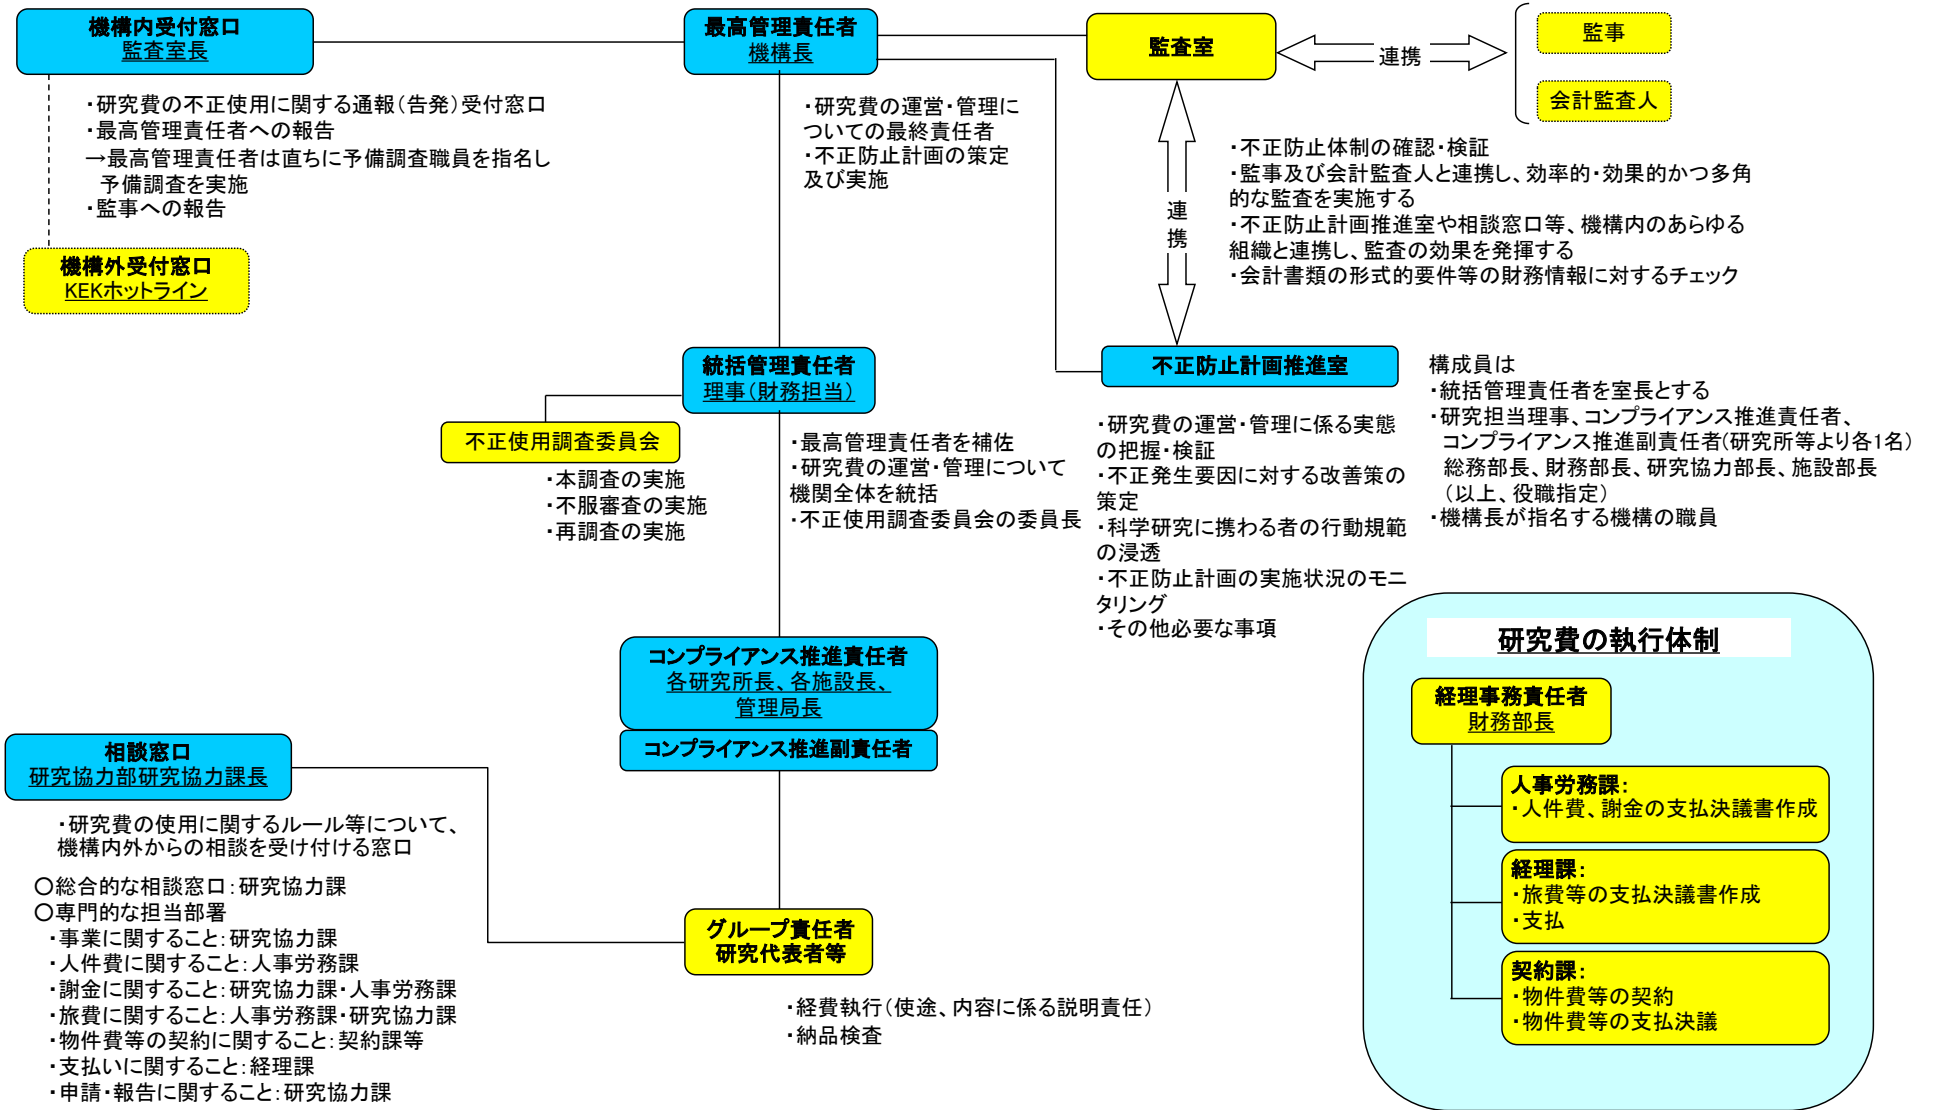 機構内受付窓口
監査室長
・研究費の不正使用に関する通報(告発)受付窓口
・最高管理責任者への報告
→最高管理責任者は直ちに予備調査職員を指名し
予備調査を実施
・監事への報告
機構外受付窓口
KEKホットライン
最高管理責任者
機構長
・研究費の運営・管理に
ついての最終責任者
・不正防止計画の策定
及び実施
監査室
連携
監事
会計監査人
連
携
・不正防止体制の確認・検証
・監事及び会計監査人と連携し、効率的・効果的かつ多角
的な監査を実施する
・不正防止計画推進室や相談窓口等、機構内のあらゆる
組織と連携し、監査の効果を発揮する
・会計書類の形式的要件等の財務情報に対するチェック
統括管理責任者
理事(財務担当)
不正使用調査委員会
・本調査の実施
・不服審査の実施
・再調査の実施
・最高管理責任者を補佐
・研究費の運営・管理について
機関全体を統括
・不正使用調査委員会の委員長
不正防止計画推進室
・研究費の運営・管理に係る実態
の把握・検証
・不正発生要因に対する改善策の
策定
・科学研究に携わる者の行動規範
の浸透
・不正防止計画の実施状況のモニ
タリング
・その他必要な事項
構成員は
・統括管理責任者を室長とする
・研究担当理事、コンプライアンス推進責任者、
コンプライアンス推進副責任者(研究所等より各1名)
総務部長、財務部長、研究協力部長、施設部長
(以上、役職指定)
・機構長が指名する機構の職員
コンプライアンス推進責任者
各研究所長、各施設長、
管理局長
コンプライアンス推進副責任者
相談窓口
研究協力部研究協力課長
・研究費の使用に関するルール等について、
機構内外からの相談を受け付ける窓口
○総合的な相談窓口:研究協力課
○専門的な担当部署
・事業に関すること:研究協力課
・人件費に関すること:人事労務課
・謝金に関すること:研究協力課・人事労務課
・旅費に関すること:人事労務課・研究協力課
・物件費等の契約に関すること:契約課等
・支払いに関すること:経理課
・申請・報告に関すること:研究協力課
グループ責任者
研究代表者等
・経費執行(使途、内容に係る説明責任)
・納品検査
研究費の執行体制
経理事務責任者
財務部長
人事労務課:
・人件費、謝金の支払決議書作成
経理課:
・旅費等の支払決議書作成
・支払
契約課:
・物件費等の契約
・物件費等の支払決議